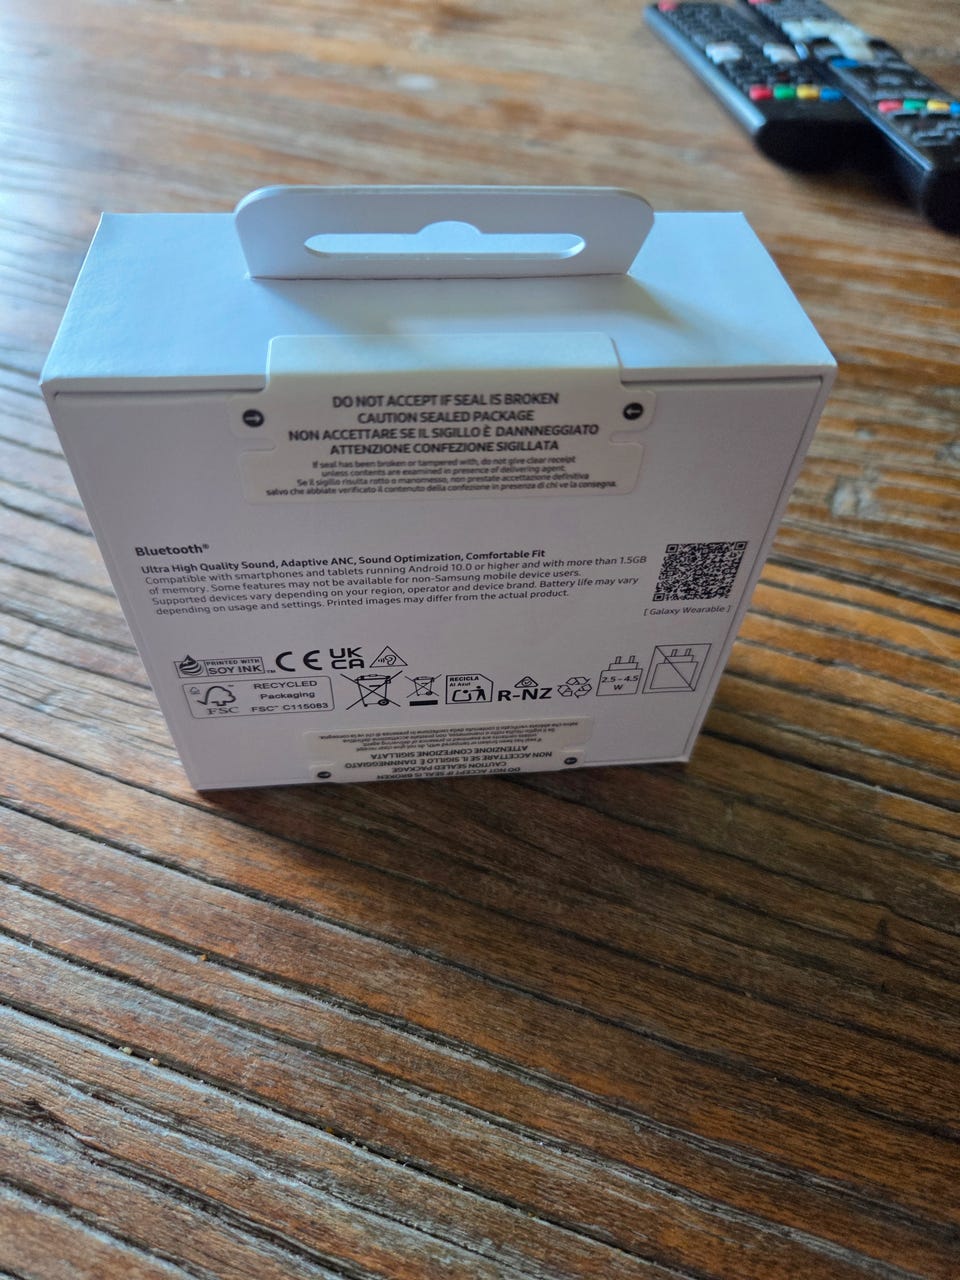 DO NOT ACCEPT IF SEAL IS BROKEN
CAUTION SEALED PACKAGE
NON ACCETTARE SE IL SIGILLO È DANNNEGGIATO
ATTENZIONE CONFEZIONE SIGILLATA
If seal has been broken or tampered with, do not give clear receipt
unless contents are examined in presence of delivering agent.
Se il sigillo risulta rotto o manomesso, non prestate accettazione definitiva
salvo che abbiate verificato il contenuto della confezione in presenza di chi ve la consegna.
Bluetooth®
Ultra High Quality Sound, Adaptive ANC, Sound Optimization, Comfortable Fit
Compatible with smartphones and tablets running Android 10.0 or higher and with more than 1.5GB
of memory. Some features may not be available for non-Samsung mobile device users.
Supported devices vary depending on your region, operator and device brand. Battery life may vary
depending on usage and settings. Printed images may differ from the actual product.
[ Galaxy Wearable ]
PRINTED WITH
SOY INK™
CE
UK
CA
FSC
RECYCLED
Packaging
FSC™ C115083
RECICLA
Al Azul
R-NZ
2.5 - 4.5
W
DO NOT ACCEPT IF SEAL IS BROKEN
CAUTION SEALED PACKAGE
NON ACCETTARE SE IL SIGILLO È DANNEGGIATO
ATTENZIONE CONFEZIONE SIGILLATA